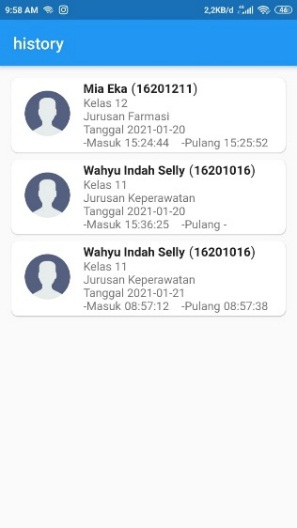 9:58 AM
2,2KB/d
46
history
Mia Eka (16201211)
Kelas 12
Jurusan Farmasi
Tanggal 2021-01-20
-Masuk 15:24:44 -Pulang 15:25:52
Wahyu Indah Selly (16201016)
Kelas 11
Jurusan Keperawatan
Tanggal 2021-01-20
-Masuk 15:36:25 -Pulang -
Wahyu Indah Selly (16201016)
Kelas 11
Jurusan Keperawatan
Tanggal 2021-01-21
-Masuk 08:57:12 -Pulang 08:57:38